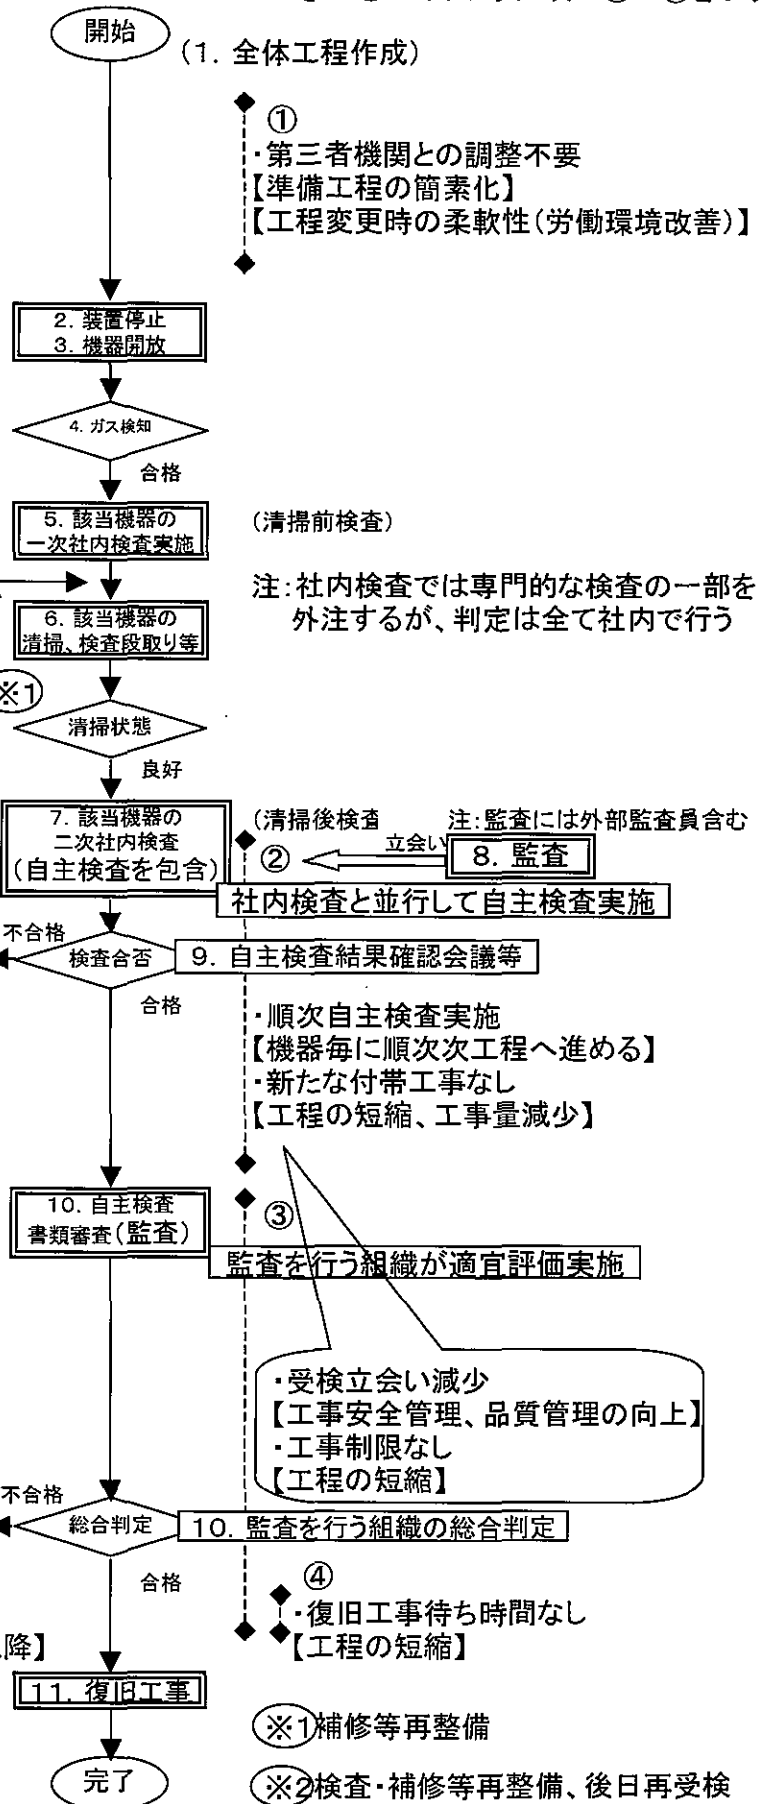 開始
(1. 全体工程作成)
①
・第三者機関との調整不要
【準備工程の簡素化】
【工程変更時の柔軟性(労働環境改善)】
2. 装置停止
3. 機器開放
4. ガス検知
合格
5. 該当機器の
一次社内検査実施
(清掃前検査)
注:社内検査では専門的な検査の一部を
外注するが、判定は全て社内で行う
6. 該当機器の
清掃、検査段取り等
※1
清掃状態
良好
7. 該当機器の
二次社内検査
(自主検査を包含)
(清掃後検査
注:監査には外部監査員含む
②
立会い
8. 監査
社内検査と並行して自主検査実施
不合格
検査合否
9. 自主検査結果確認会議等
合格
・順次自主検査実施
【機器毎に順次次工程へ進める】
・新たな付帯工事なし
【工程の短縮、工事量減少】
10. 自主検査
書類審査(監査)
③
監査を行う組織が適宜評価実施
・受検立会い減少
【工事安全管理、品質管理の向上】
・工事制限なし
【工程の短縮】
不合格
総合判定
10. 監査を行う組織の総合判定
合格
④
・復旧工事待ち時間なし
【工程の短縮】
降】
11. 復旧工事
※1補修等再整備
完了
※2検査・補修等再整備、後日再受検